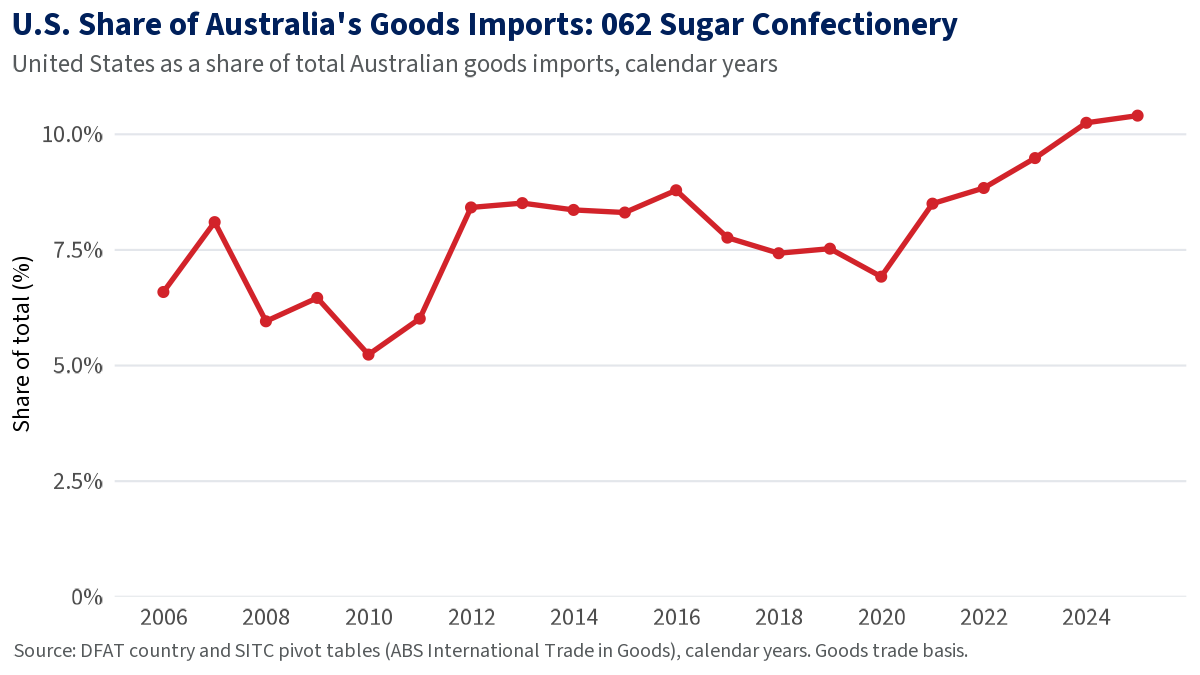 U.S. Share of Australia's Goods Imports: 062 Sugar Confectionery
United States as a share of total Australian goods imports, calendar years
Share of total (%)
10.0%
7.5%
5.0%
2.5%
0%
2006 2008 2010 2012 2014 2016 2018 2020 2022 2024
Source: DFAT country and SITC pivot tables (ABS International Trade in Goods), calendar years. Goods trade basis.